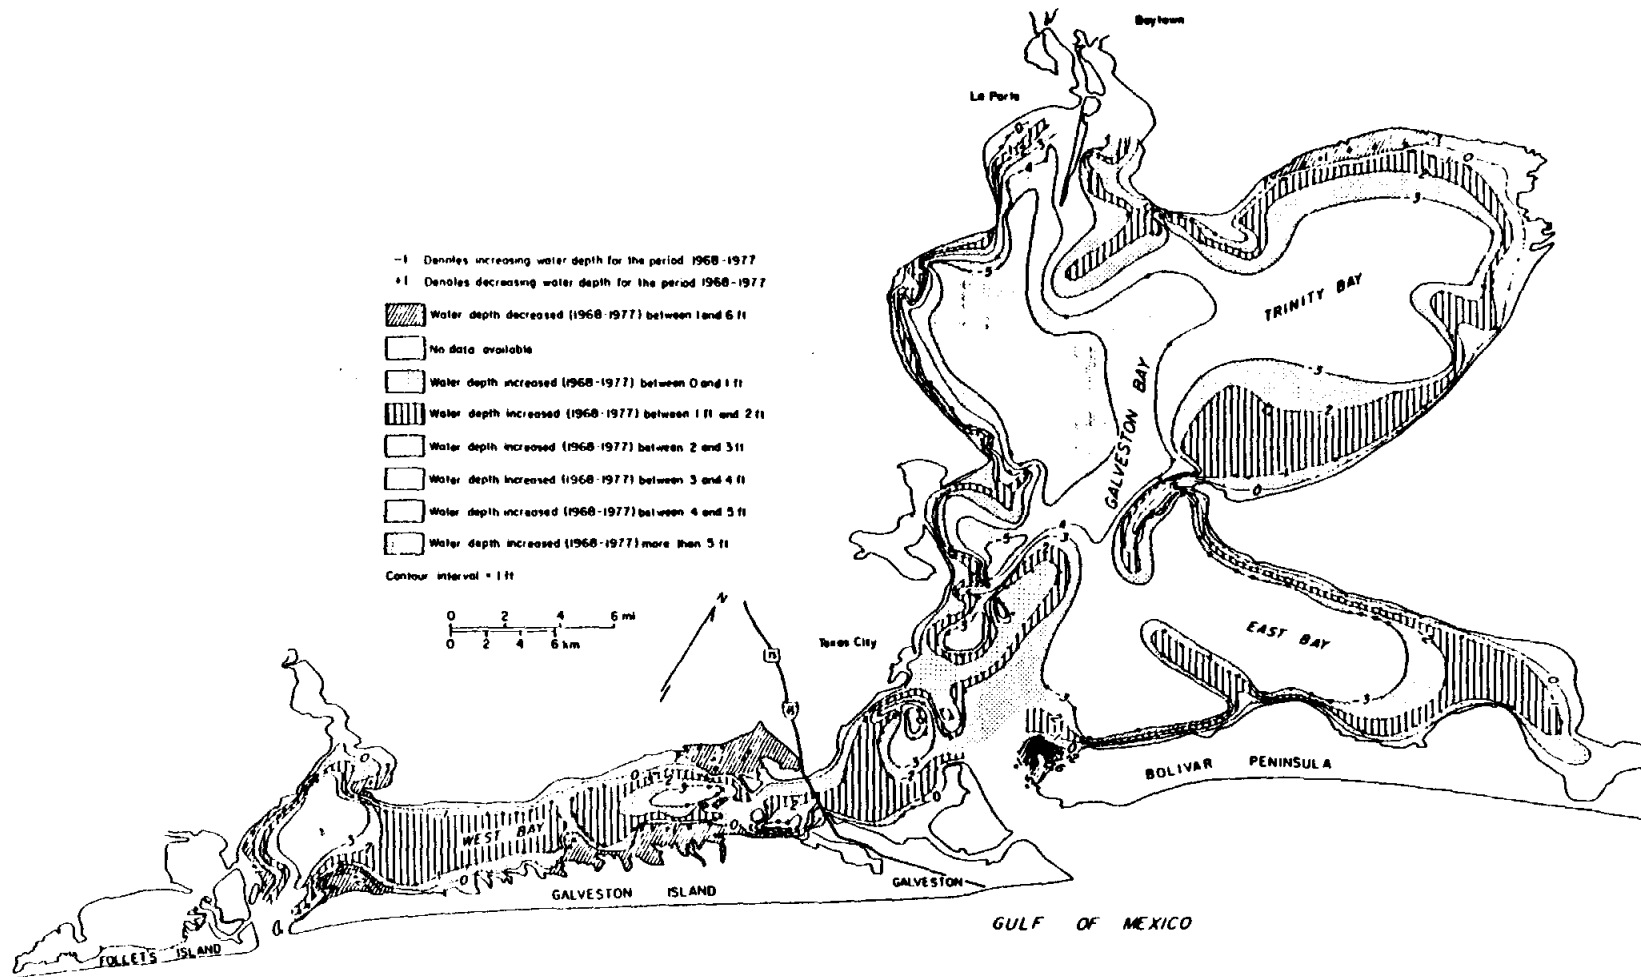 Baytown
La Porte
-1 Denotes increasing water depth for the period 1968-1977
+1 Denotes decreasing water depth for the period 1968-1977
Water depth decreased (1968-1977) between 1 and 6 ft
No data available
Water depth increased (1968-1977) between 0 and 1 ft
Water depth increased (1968-1977) between 1 ft and 2 ft
Water depth increased (1968-1977) between 2 and 3 ft
Water depth increased (1968-1977) between 3 and 4 ft
Water depth increased (1968-1977) between 4 and 5 ft
Water depth increased (1968-1977) more than 5 ft
Contour interval = 1 ft
0 2 4 6 mi
0 2 4 6 km
N
75
Texas City
TRINITY BAY
GALVESTON BAY
EAST BAY
BOLIVAR PENINSULA
WEST BAY
GALVESTON ISLAND
GALVESTON
GULF OF MEXICO
FOLLETS ISLAND